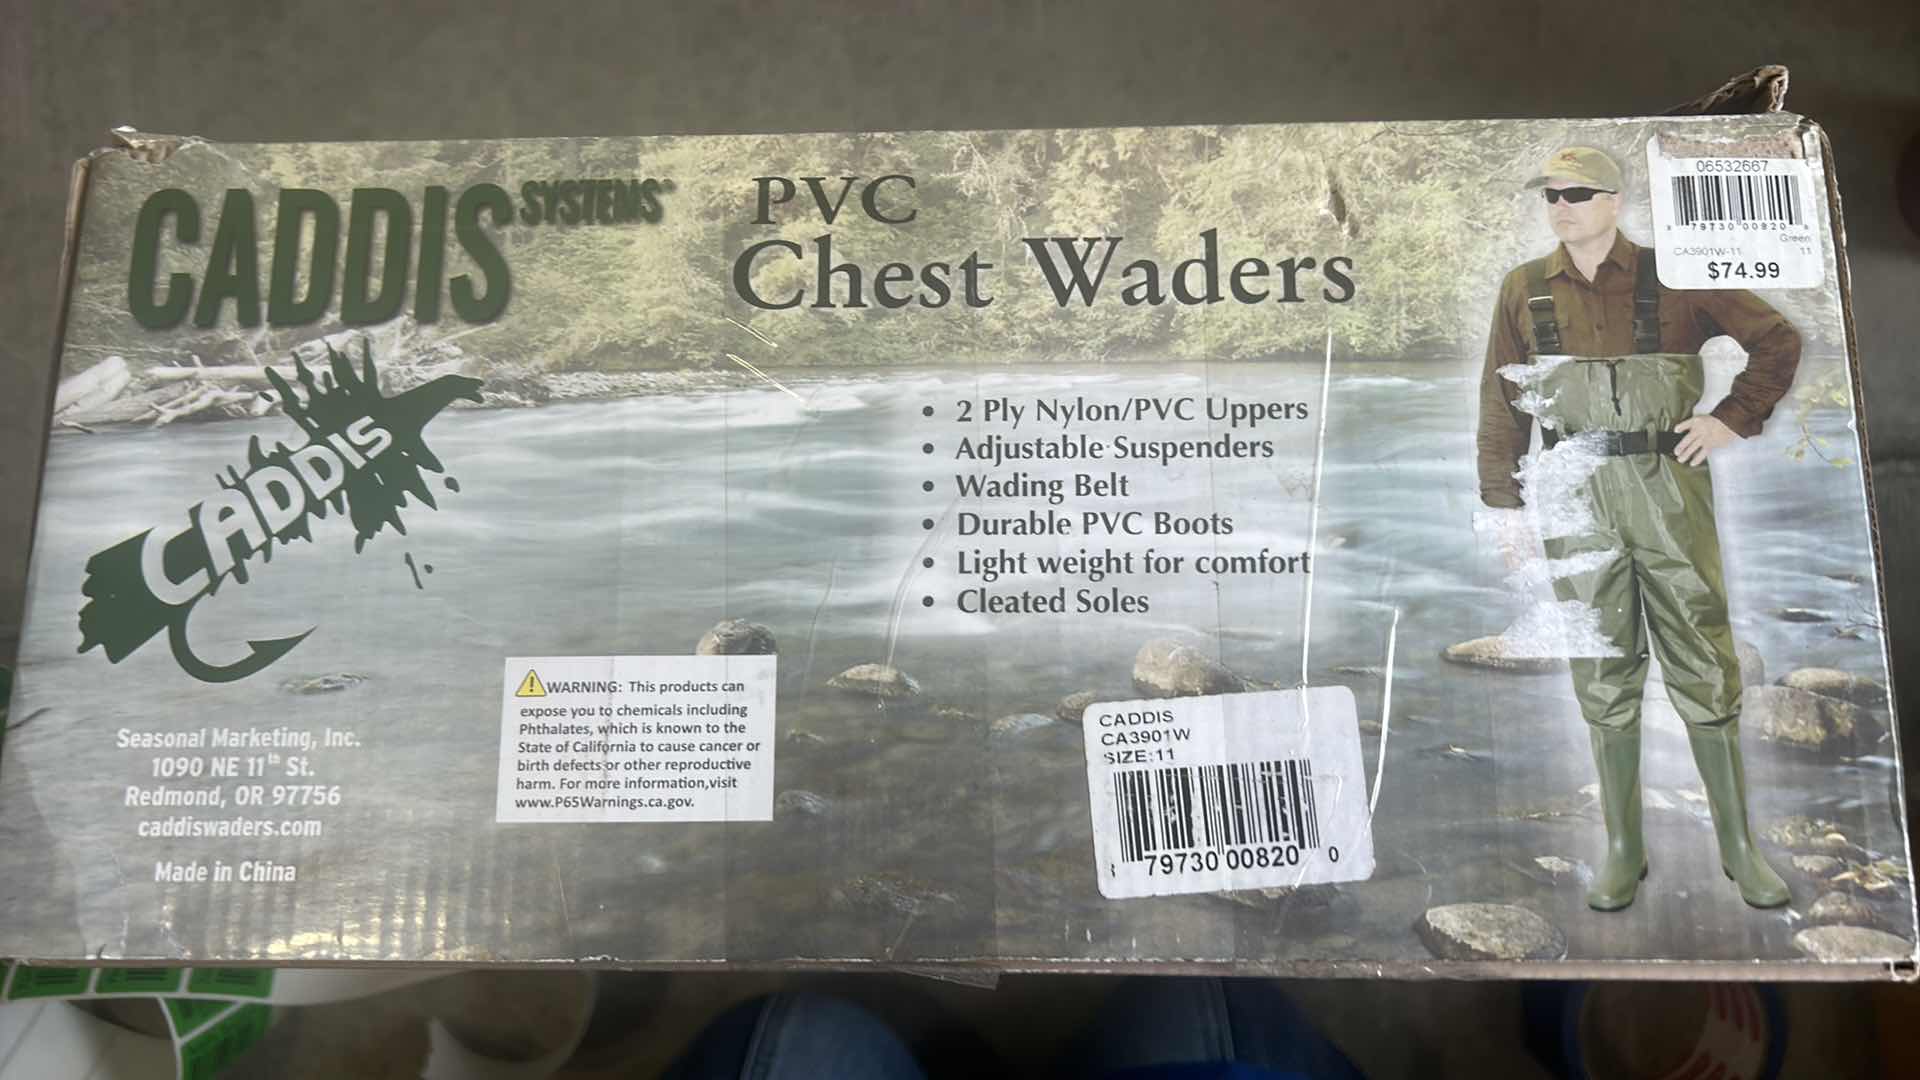 CADDIS SYSTEMS®
PVC
Chest Waders
CADDIS
• 2 Ply Nylon/PVC Uppers
• Adjustable Suspenders
• Wading Belt
• Durable PVC Boots
• Light weight for comfort
• Cleated Soles
06532667
79730 00820
Green
CA3901W-11 11
$74.99
WARNING: This products can
expose you to chemicals including
Phthalates, which is known to the
State of California to cause cancer or
birth defects or other reproductive
harm. For more information,visit
www.P65Warnings.ca.gov.
CADDIS
CA3901W
SIZE:11
79730 00820 0
Seasonal Marketing, Inc.
1090 NE 11th St.
Redmond, OR 97756
caddiswaders.com
Made in China